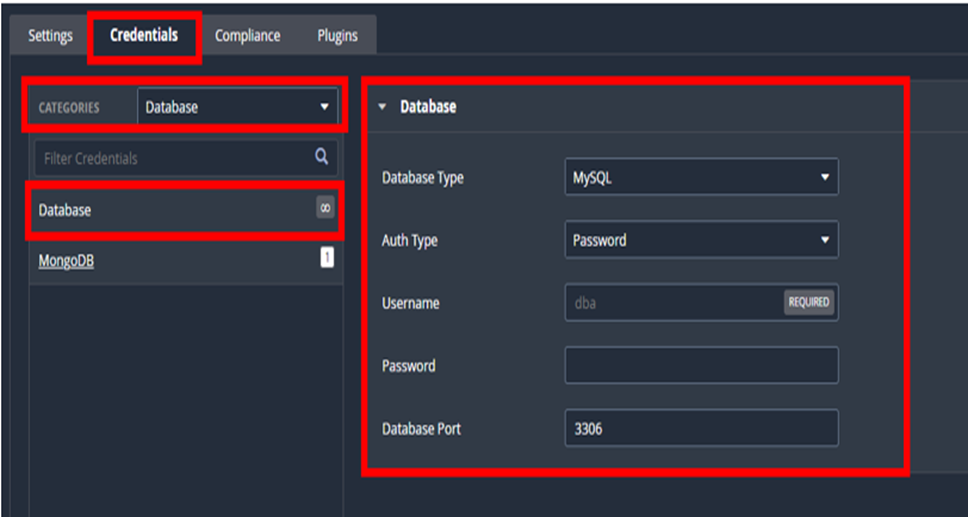 Settings Credentials Compliance Plugins
CATEGORIES Database
Filter Credentials
Database ∞
MongoDB 1
Database
Database Type MySQL
Auth Type Password
Username dba REQUIRED
Password
Database Port 3306